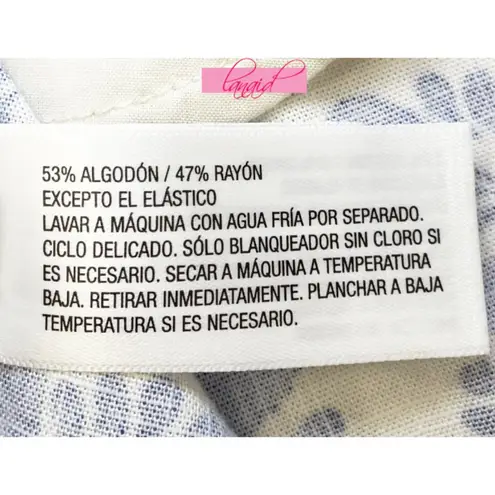 lanaid
53% ALGODÓN / 47% RAYÓN
EXCEPTO EL ELÁSTICO
LAVAR A MÁQUINA CON AGUA FRÍA POR SEPARADO.
CICLO DELICADO. SÓLO BLANQUEADOR SIN CLORO SI
ES NECESARIO. SECAR A MÁQUINA A TEMPERATURA
BAJA. RETIRAR INMEDIATAMENTE. PLANCHAR A BAJA
TEMPERATURA SI ES NECESARIO.